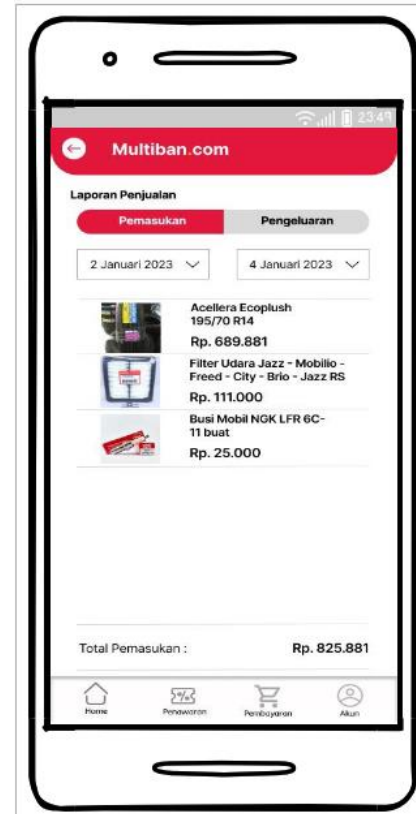 23.49
Multiban.com
Laporan Penjualan
Pemasukan
Pengeluaran
2 Januari 2023
4 Januari 2023
Acellera Ecoplush
195/70 R14
Rp. 689.881
Filter Udara Jazz - Mobilio -
Freed - City - Brio - Jazz RS
Rp. 111.000
Busi Mobil NGK LFR 6C-
11 buat
Rp. 25.000
Total Pemasukan :
Rp. 825.881
Home
Penawaran
Pembayaran
Akun